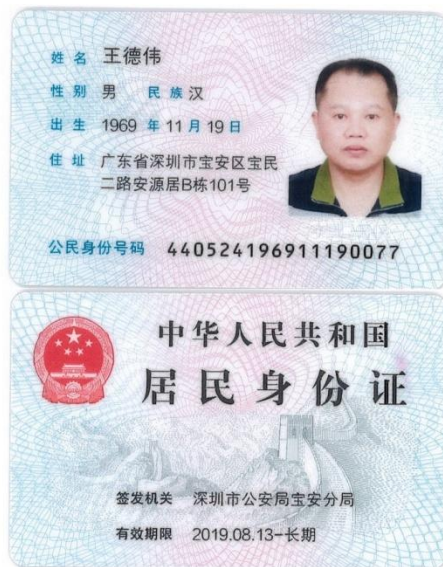 姓名 王德伟
性别 男 民族 汉
出生 1969 年 11 月 19 日
住址 广东省深圳市宝安区宝民
二路安源居B栋101号
公民身份号码 440524196911190077
中华人民共和国
居民身份证
签发机关 深圳市公安局宝安分局
有效期限 2019.08.13-长期